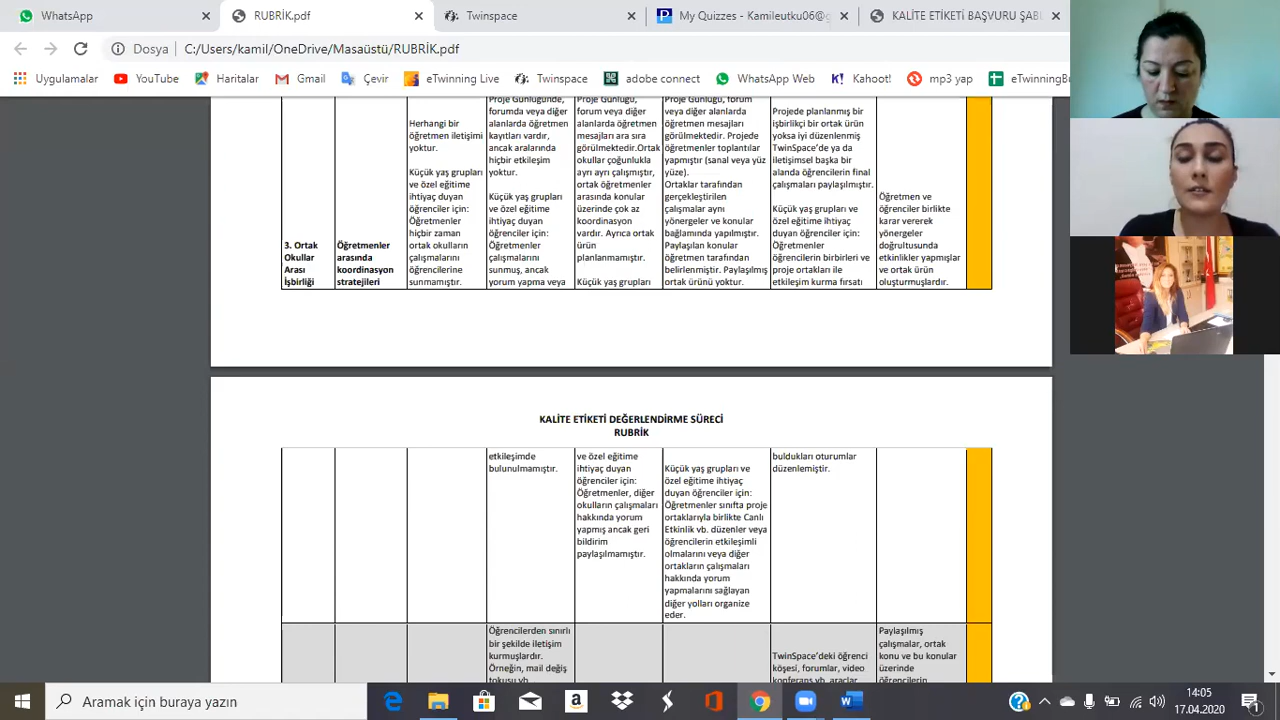 WhatsApp
RUBRİK.pdf
Twinspace
My Quizzes - Kamileutku06@g
KALİTE ETİKETİ BAŞVURU ŞABL
Dosya
C:/Users/kamil/OneDrive/Masaüstü/RUBRİK.pdf
Uygulamalar
YouTube
Haritalar
Gmail
Çevir
eTwinning Live
Twinspace
adobe connect
WhatsApp Web
Kahoot!
mp3 yap
eTwinningBu
3. Ortak
Okullar
Arası
İşbirliği
Öğretmenler
arasında
koordinasyon
stratejileri
Herhangi bir
öğretmen iletişimi
yoktur.
Küçük yaş grupları
ve özel eğitime
ihtiyaç duyan
öğrenciler için:
Öğretmenler
hiçbir zaman
ortak okulların
çalışmalarını
öğrencilerine
sunmamıştır.
Proje Günlüğünde,
forumda veya diğer
alanlarda öğretmen
kayıtları vardır,
ancak aralarında
hiçbir etkileşim
yoktur.
Küçük yaş grupları
ve özel eğitime
ihtiyaç duyan
öğrenciler için:
Öğretmenler
çalışmalarını
sunmuş, ancak
yorum yapma veya
Proje Günlüğü,
forum veya diğer
alanlarda öğretmen
mesajları ara sıra
görülmektedir.Ortak
okullar çoğunlukla
ayrı ayrı çalışmıştır,
ortak öğretmenler
arasında konular
üzerinde çok az
koordinasyon
vardır. Ayrıca ortak
ürün
planlanmamıştır.
Küçük yaş grupları
Proje Günlüğü, forum
veya diğer alanlarda
öğretmen mesajları
görülmektedir. Projede
öğretmenler toplantılar
yapmıştır (sanal veya yüz
yüze).
Ortaklar tarafından
gerçekleştirilen
çalışmalar aynı
yönergeler ve konular
bağlamında yapılmıştır.
Paylaşılan konular
öğretmen tarafından
belirlenmiştir. Paylaşılmış
ortak ürünü yoktur.
Projede planlanmış bir
işbirlikçi bir ortak ürün
yoksa iyi düzenlenmiş
TwinSpace’de ya da
iletişimsel başka bir
alanda öğrencilerin final
çalışmaları paylaşılmıştır.
Küçük yaş grupları ve
özel eğitime ihtiyaç
duyan öğrenciler için:
Öğretmenler
öğrencilerin birbirleri ve
proje ortakları ile
etkileşim kurma fırsatı
Öğretmen ve
öğrenciler birlikte
karar vererek
yönergeler
doğrultusunda
etkinlikler yapmışlar
ve ortak ürün
oluşturmuşlardır.
KALİTE ETİKETİ DEĞERLENDİRME SÜRECİ
RUBRİK
etkileşimde
bulunulmamıştır.
ve özel eğitime
ihtiyaç duyan
öğrenciler için:
Öğretmenler, diğer
okulların çalışmaları
hakkında yorum
yapmış ancak geri
bildirim
paylaşılmamıştır.
Küçük yaş grupları ve
özel eğitime ihtiyaç
duyan öğrenciler için:
Öğretmenler sınıfta proje
ortaklarıyla birlikte Canlı
Etkinlik vb. düzenler veya
öğrencilerin etkileşimli
olmalarını veya diğer
ortakların çalışmaları
hakkında yorum
yapmalarını sağlayan
diğer yolları organize
eder.
buldukları oturumlar
düzenlemiştir.
Öğrencilerden sınırlı
bir şekilde iletişim
kurmuşlardır.
Örneğin, mail değiş
tokuşu vb.
TwinSpace’deki öğrenci
köşesi, forumlar, video
konferans vb. araçlar
Paylaşılmış
çalışmalar, ortak
konu ve bu konular
üzerinde
öğrencilerin
Aramak için buraya yazın
14:05
17.04.2020